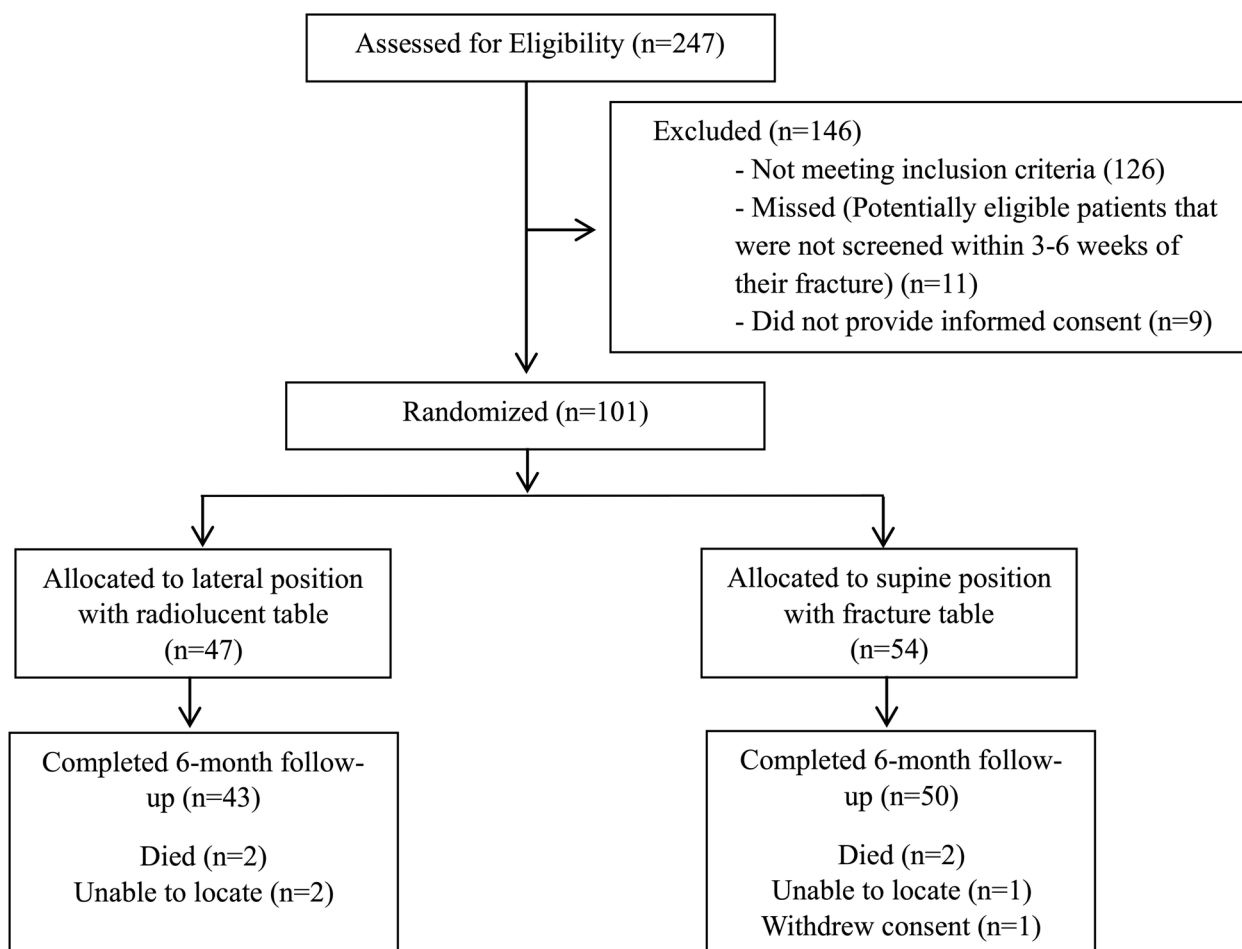 Assessed for Eligibility (n=247)
Excluded (n=146)
- Not meeting inclusion criteria (126)
- Missed (Potentially eligible patients that
were not screened within 3-6 weeks of
their fracture) (n=11)
- Did not provide informed consent (n=9)
Randomized (n=101)
Allocated to lateral position
with radiolucent table
(n=47)
Allocated to supine position
with fracture table
(n=54)
Completed 6-month follow-
up (n=43)
Died (n=2)
Unable to locate (n=2)
Completed 6-month follow-
up (n=50)
Died (n=2)
Unable to locate (n=1)
Withdrew consent (n=1)